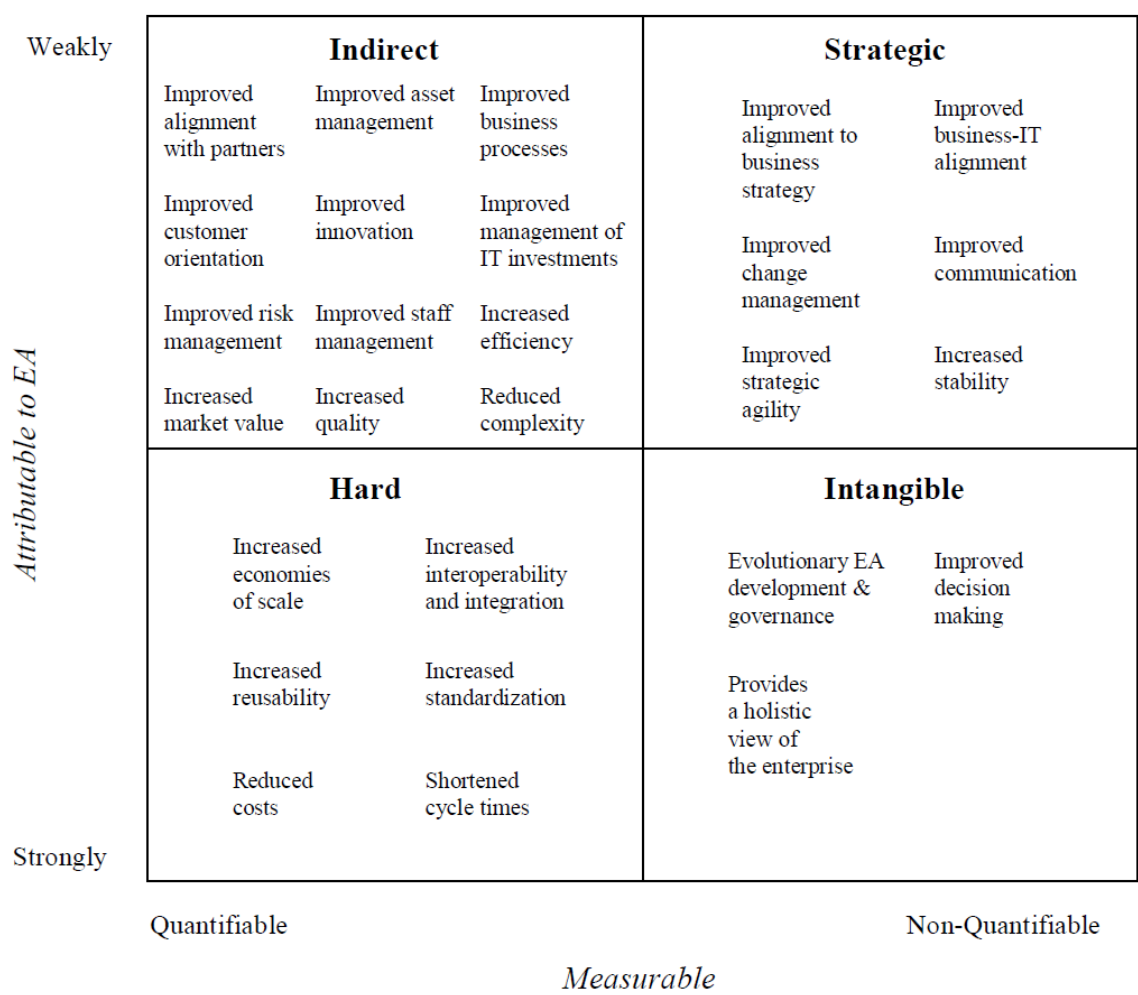 Weakly
Indirect
Improved
alignment
with partners
Improved asset
management
Improved
business
processes
Improved
customer
orientation
Improved
innovation
Improved
management of
IT investments
Improved risk
management
Improved staff
management
Increased
efficiency
Increased
market value
Increased
quality
Reduced
complexity
Strategic
Improved
alignment to
business
strategy
Improved
business-IT
alignment
Improved
change
management
Improved
communication
Improved
strategic
agility
Increased
stability
Attributable to EA
Hard
Increased
economies
of scale
Increased
interoperability
and integration
Increased
reusability
Increased
standardization
Reduced
costs
Shortened
cycle times
Intangible
Evolutionary EA
development &
governance
Improved
decision
making
Provides
a holistic
view of
the enterprise
Strongly
Quantifiable
Non-Quantifiable
Measurable